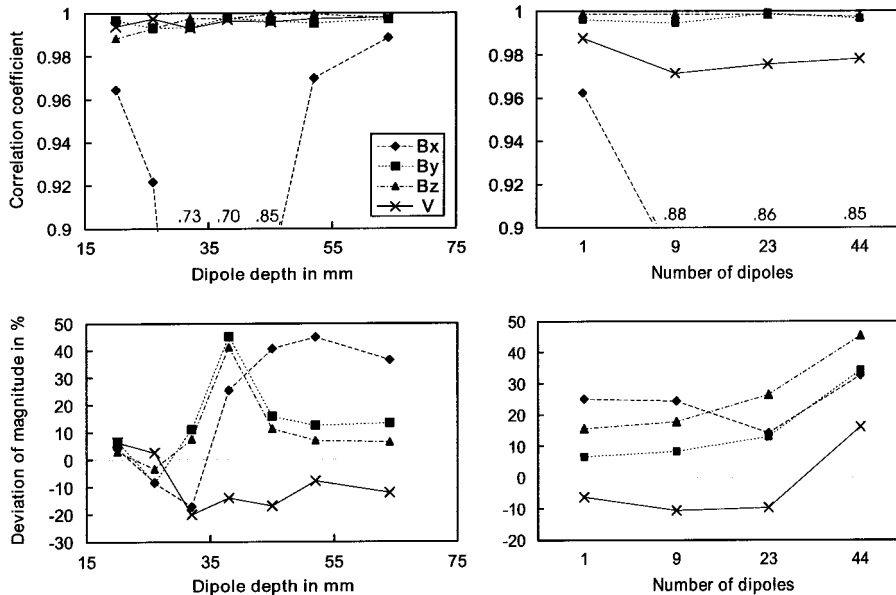 Correlation coefficient
1
0.98
0.96
0.94
0.92
0.9
.73 .70 .85
15 35 55 75
Dipole depth in mm
Bx
By
Bz
V
1
0.98
0.96
0.94
0.92
0.9
.88 .86 .85
1 9 23 44
Number of dipoles
Deviation of magnitude in %
50
40
30
20
10
0
-10
-20
-30
15 35 55 75
Dipole depth in mm
50
40
30
20
10
0
-10
-20
1 9 23 44
Number of dipoles